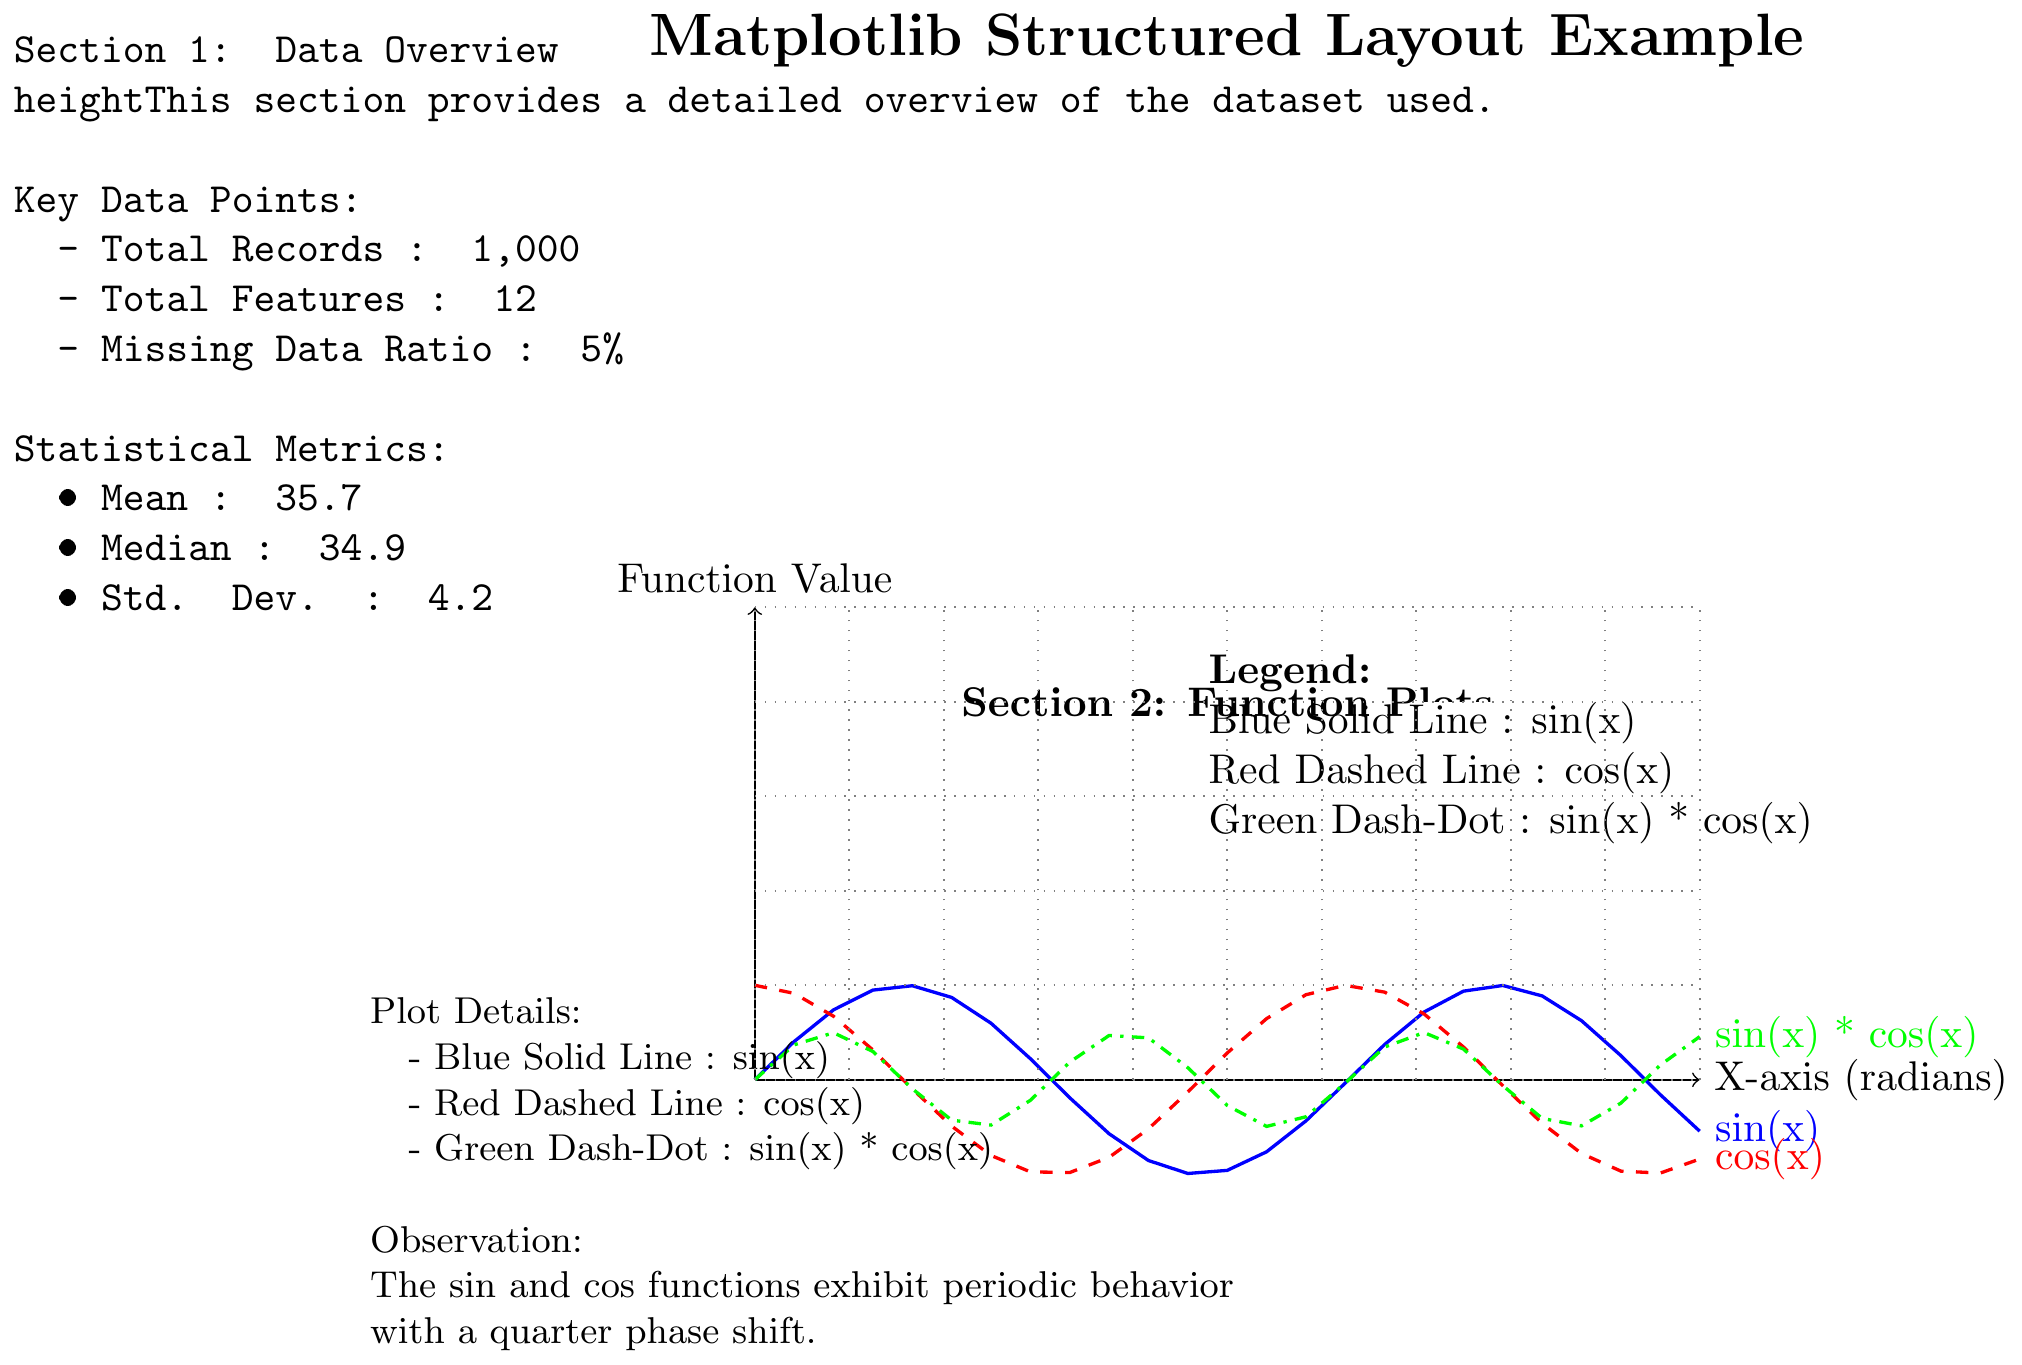 Matplotlib Structured Layout Example
Section 1: Data Overview
heightThis section provides a detailed overview of the dataset used.
Key Data Points:
- Total Records : 1,000
- Total Features : 12
- Missing Data Ratio : 5%
Statistical Metrics:
• Mean : 35.7
• Median : 34.9
• Std. Dev. : 4.2
Function Value
Legend:
Section 2: Function Plots
Blue Solid Line : sin(x)
Red Dashed Line : cos(x)
Green Dash-Dot : sin(x) * cos(x)
Plot Details:
- Blue Solid Line : sin(x)
- Red Dashed Line : cos(x)
- Green Dash-Dot : sin(x) * cos(x)
sin(x) * cos(x)
X-axis (radians)
sin(x)
cos(x)
Observation:
The sin and cos functions exhibit periodic behavior
with a quarter phase shift.